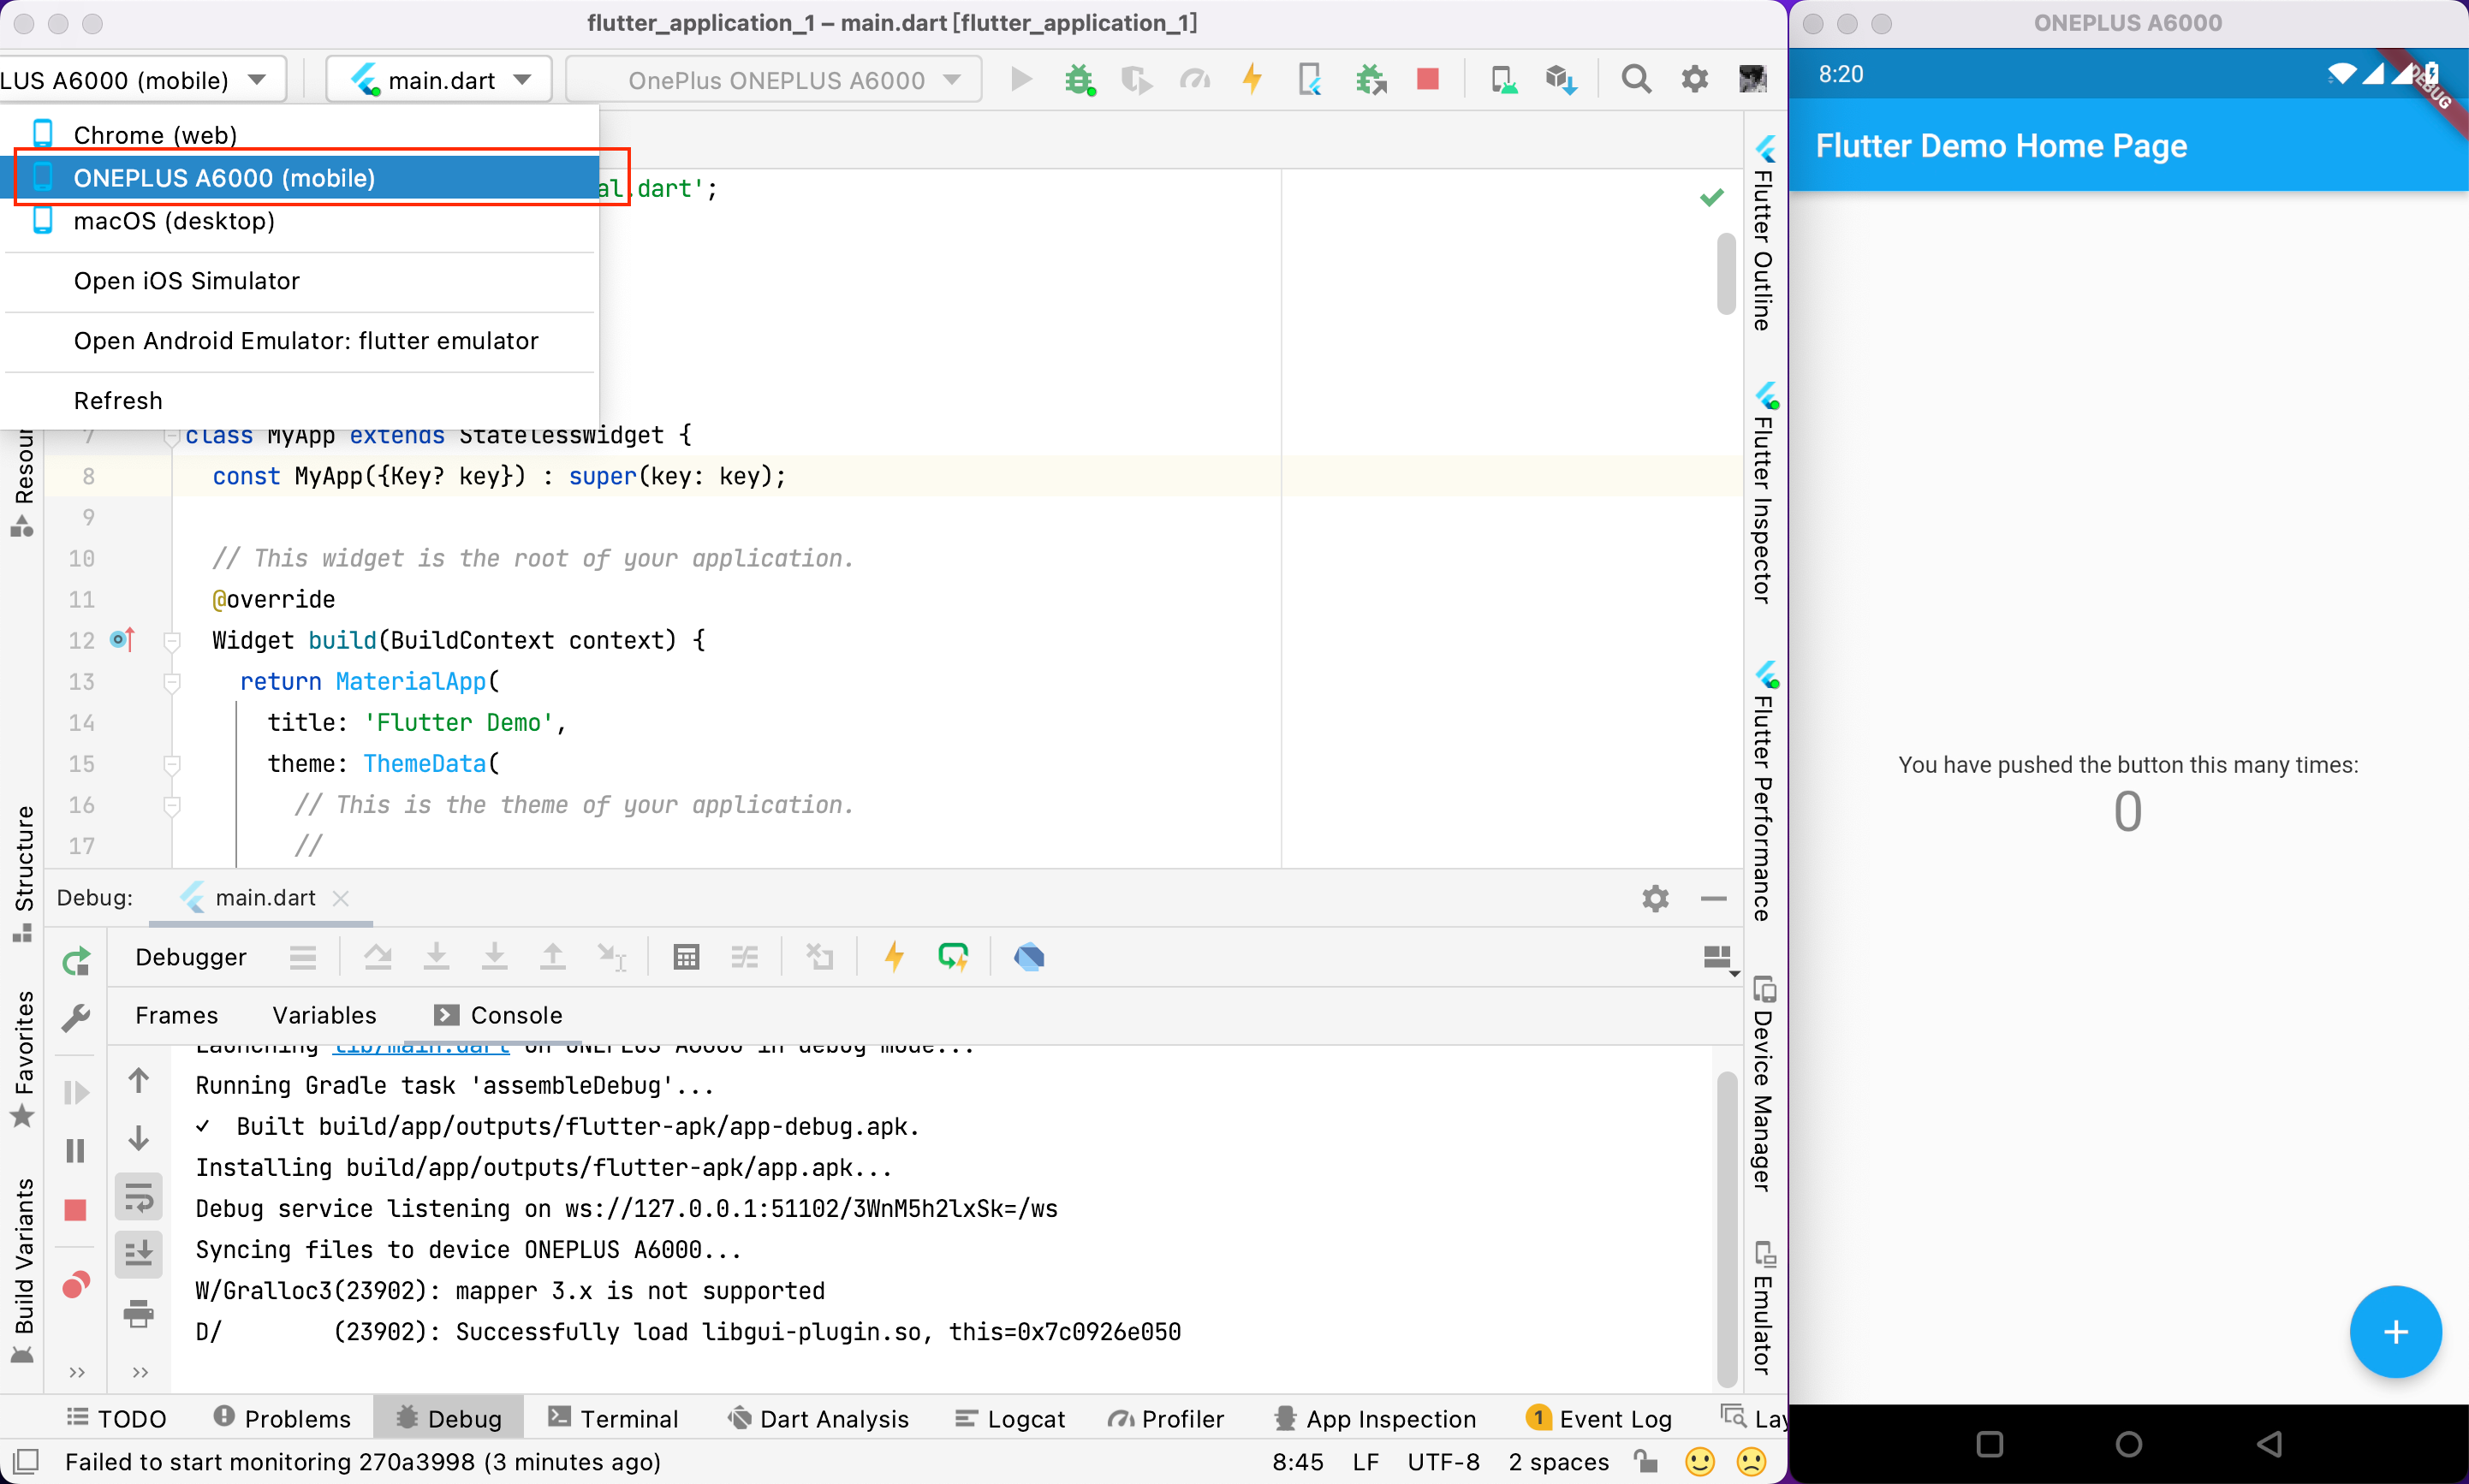 flutter_application_1 – main.dart [flutter_application_1]
LUS A6000 (mobile)
main.dart
OnePlus ONEPLUS A6000
Chrome (web)
ONEPLUS A6000 (mobile)
macOS (desktop)
Open iOS Simulator
Open Android Emulator: flutter emulator
Refresh
al.dart';
7 class MyApp extends StatelessWidget {
8 const MyApp({Key? key}) : super(key: key);
9
10 // This widget is the root of your application.
11 @override
12 Widget build(BuildContext context) {
13 return MaterialApp(
14 title: 'Flutter Demo',
15 theme: ThemeData(
16 // This is the theme of your application.
17 //
Resour
Structure
Favorites
Build Variants
Flutter Outline
Flutter Inspector
Flutter Performance
Device Manager
Emulator
Debug:
main.dart
Debugger
Frames
Variables
Console
Launching lib/main.dart on ONEPLUS A6000 in debug mode...
Running Gradle task 'assembleDebug'...
✓ Built build/app/outputs/flutter-apk/app-debug.apk.
Installing build/app/outputs/flutter-apk/app.apk...
Debug service listening on ws://127.0.0.1:51102/3WnM5h2lxSk=/ws
Syncing files to device ONEPLUS A6000...
W/Gralloc3(23902): mapper 3.x is not supported
D/ (23902): Successfully load libgui-plugin.so, this=0x7c0926e050
TODO
Problems
Debug
Terminal
Dart Analysis
Logcat
Profiler
App Inspection
1 Event Log
Lay
Failed to start monitoring 270a3998 (3 minutes ago)
8:45 LF UTF-8 2 spaces
ONEPLUS A6000
8:20
DEBUG
Flutter Demo Home Page
You have pushed the button this many times:
0
+